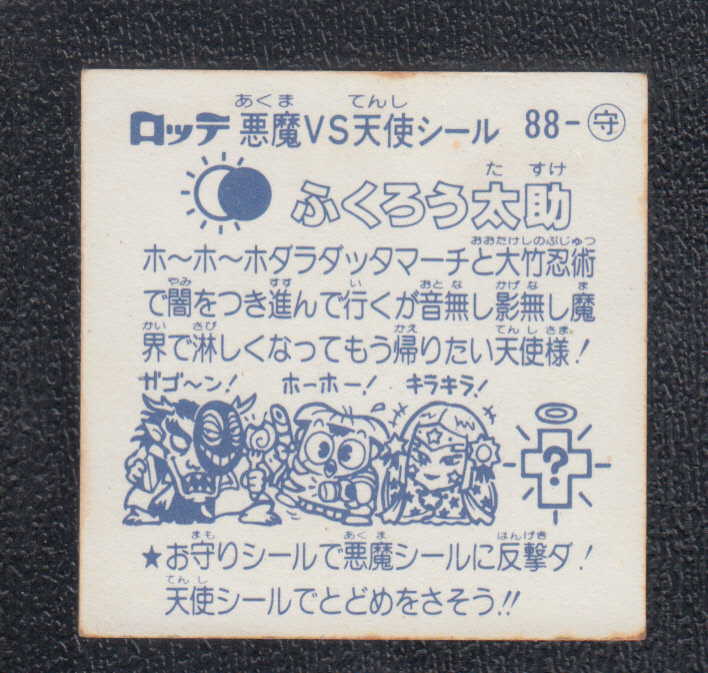 ロッテ 悪魔VS天使シール 88-守
あくま てんし
ふくろう太助
たすけ
ホ〜ホ〜ホダラダッタマーチと大竹忍術
おおたけしのぶじゅつ
で闇をつき進んで行くが音無し影無し魔
やみ すす い おとな かげな ま
界で淋しくなってもう帰りたい天使様!
かい さび かえ てんしさま
ガゴ〜ン! ホーホー! キラキラ!
?
★お守りシールで悪魔シールに反撃ダ!
まも あくま はんげき
天使シールでとどめをさそう!!
てんし